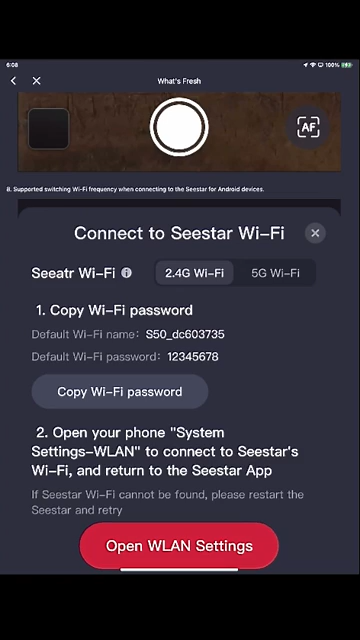 6:08
100%
What's Fresh
AF
8. Supported switching Wi-Fi frequency when connecting to the Seestar for Android devices.
Connect to Seestar Wi-Fi
Seeatr Wi-Fi
2.4G Wi-Fi
5G Wi-Fi
1. Copy Wi-Fi password
Default Wi-Fi name: S50_dc603735
Default Wi-Fi password: 12345678
Copy Wi-Fi password
2. Open your phone "System
Settings-WLAN" to connect to Seestar's
Wi-Fi, and return to the Seestar App
If Seestar Wi-Fi cannot be found, please restart the
Seestar and retry
Open WLAN Settings